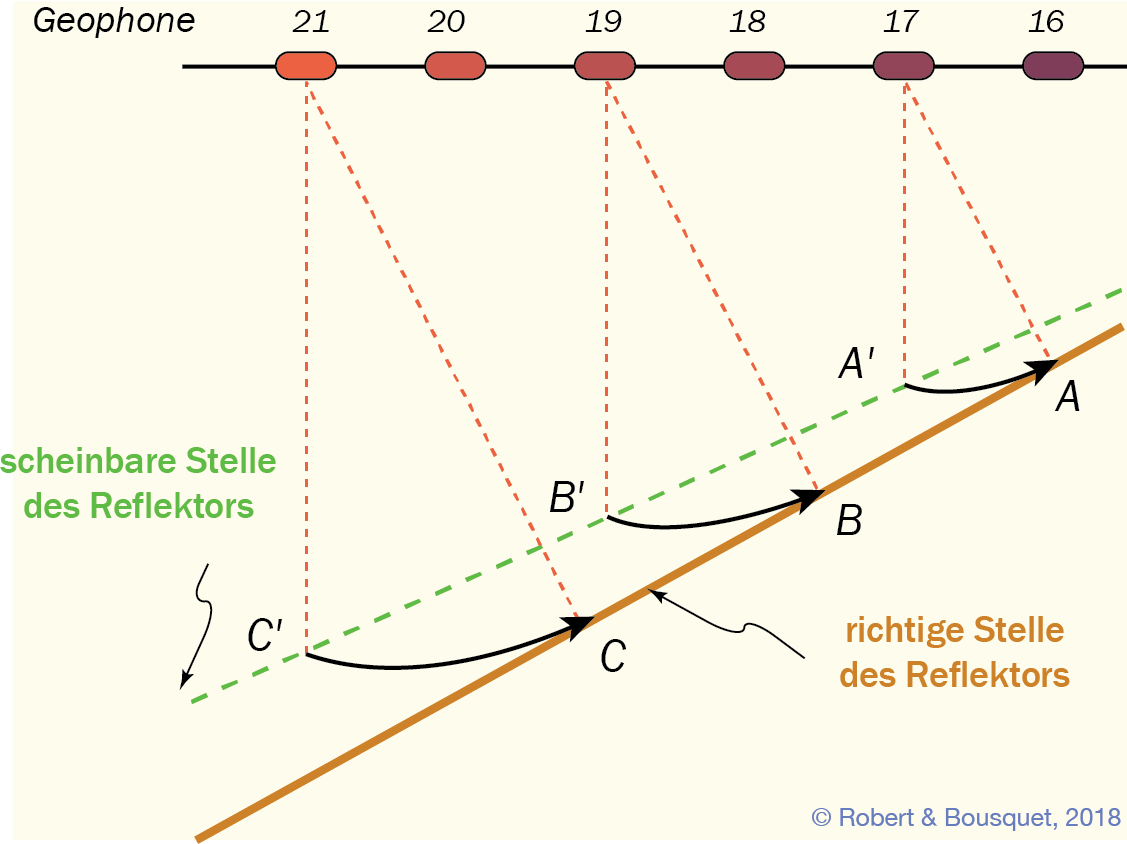 Geophone 21 20 19 18 17 16
A'
A
scheinbare Stelle
des Reflektors
B'
B
C'
C
richtige Stelle
des Reflektors
© Robert & Bousquet, 2018